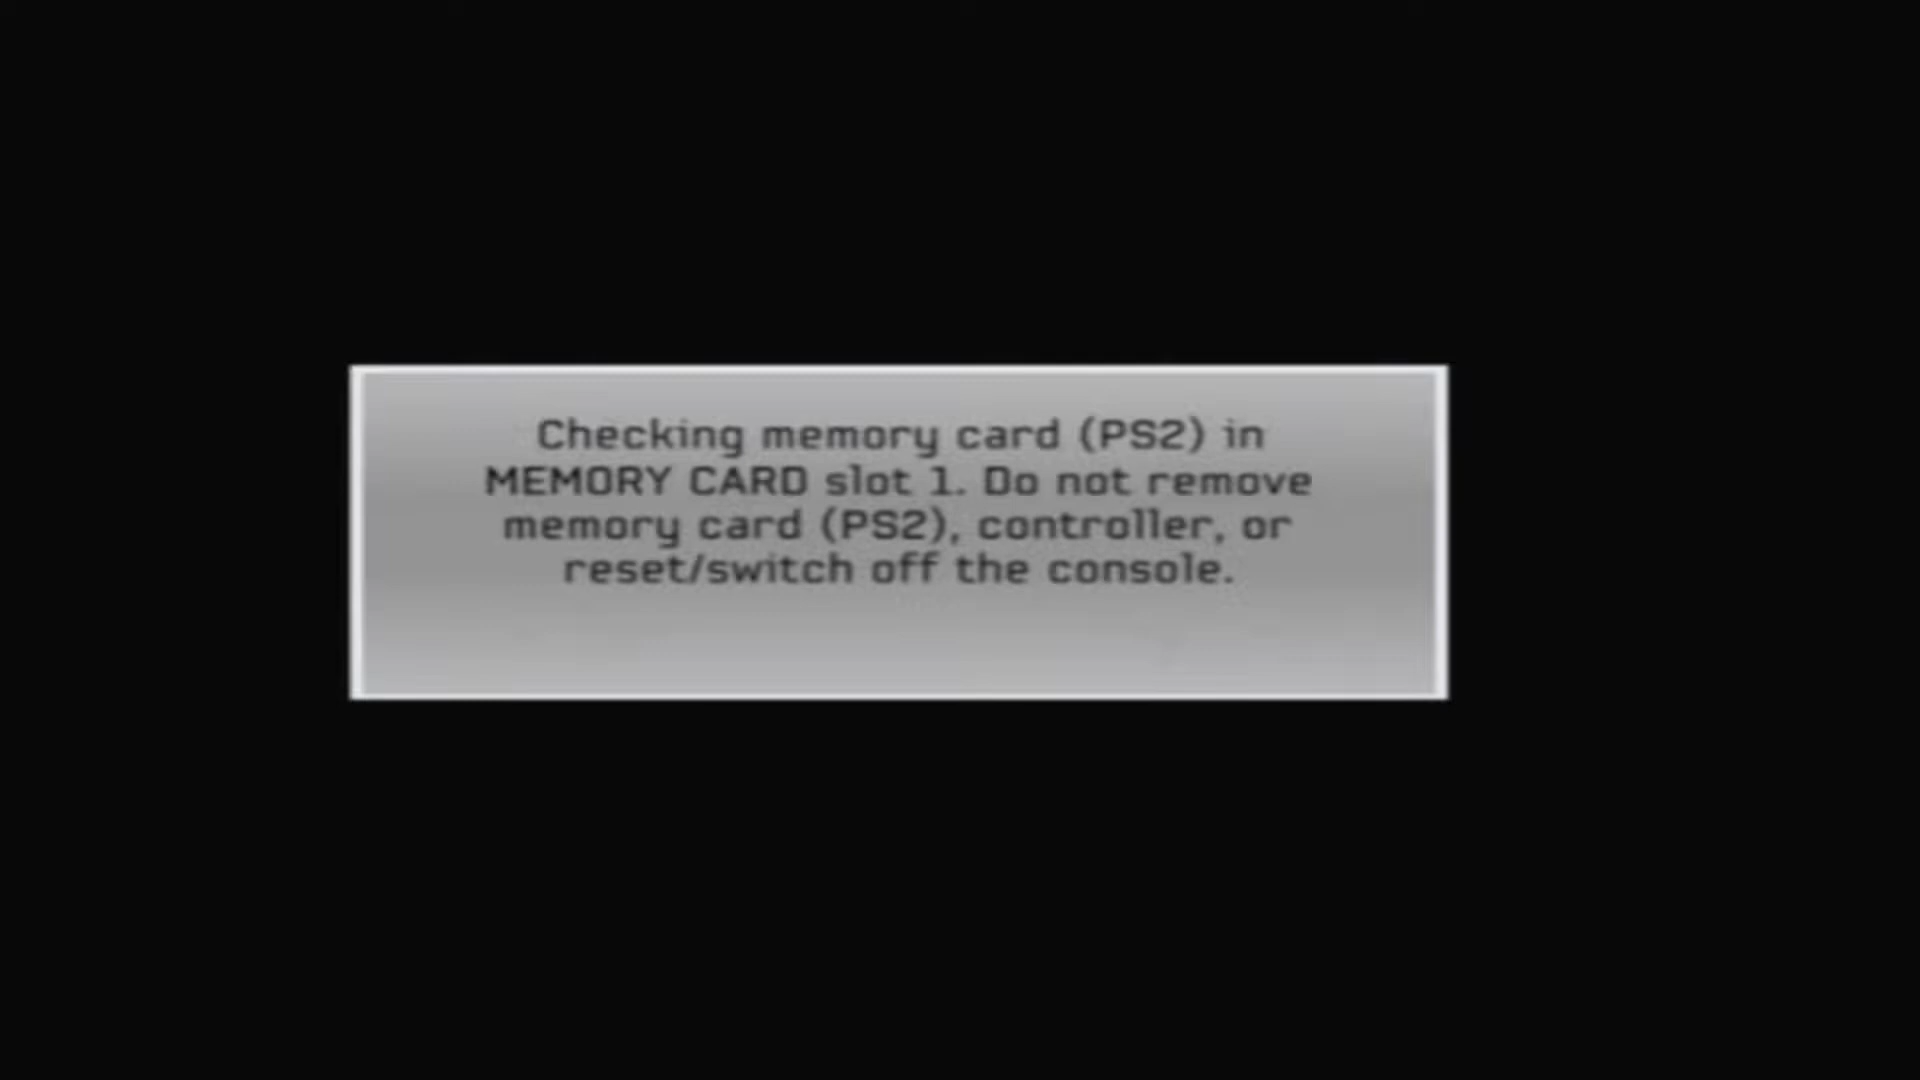 Checking memory card (PS2) in
MEMORY CARD slot 1. Do not remove
memory card (PS2), controller, or
reset/switch off the console.